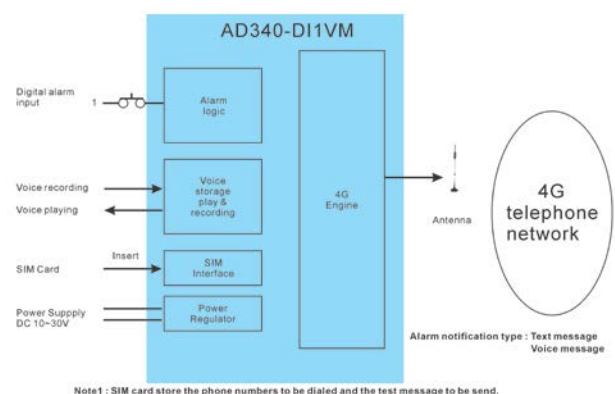 AD340-DI1VM
Digital alarm
input
1
Alarm
logic
Voice recording
Voice playing
Voice
storage
play &
recording
4G
Engine
Antenna
4G
telephone
network
SIM Card
Insert
SIM
Interface
Power Suppply
DC 10~30V
Power
Regulator
Alarm notification type : Text message
Voice message
Note1 : SIM card store the phone numbers to be dialed and the test message to be send.